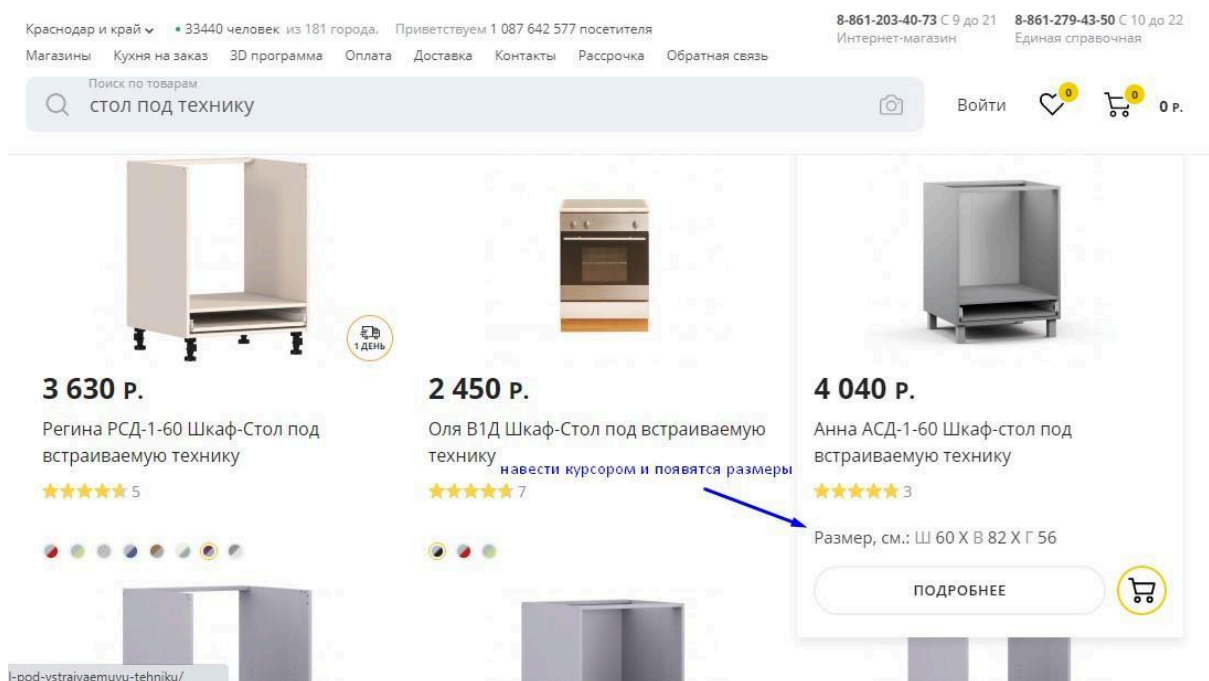 Краснодар и край • 33440 человек из 181 города. Приветствуем 1 087 642 577 посетителя
8-861-203-40-73 С 9 до 21 8-861-279-43-50 С 10 до 22
Интернет-магазин Единая справочная
Магазины Кухня на заказ 3D программа Оплата Доставка Контакты Рассрочка Обратная связь
Поиск по товарам
стол под технику
Войти 0 0 0 Р.
1 ДЕНЬ
3 630 Р. 2 450 Р. 4 040 Р.
Регина РСД-1-60 Шкаф-Стол под Оля В1Д Шкаф-Стол под встраиваемую Анна АСД-1-60 Шкаф-стол под
встраиваемую технику технику встраиваемую технику
навести курсором и появятся размеры
5 7 3
Размер, см.: Ш 60 X В 82 X Г 56
ПОДРОБНЕЕ
l-pod-vstraivaemuyu-tehniku/